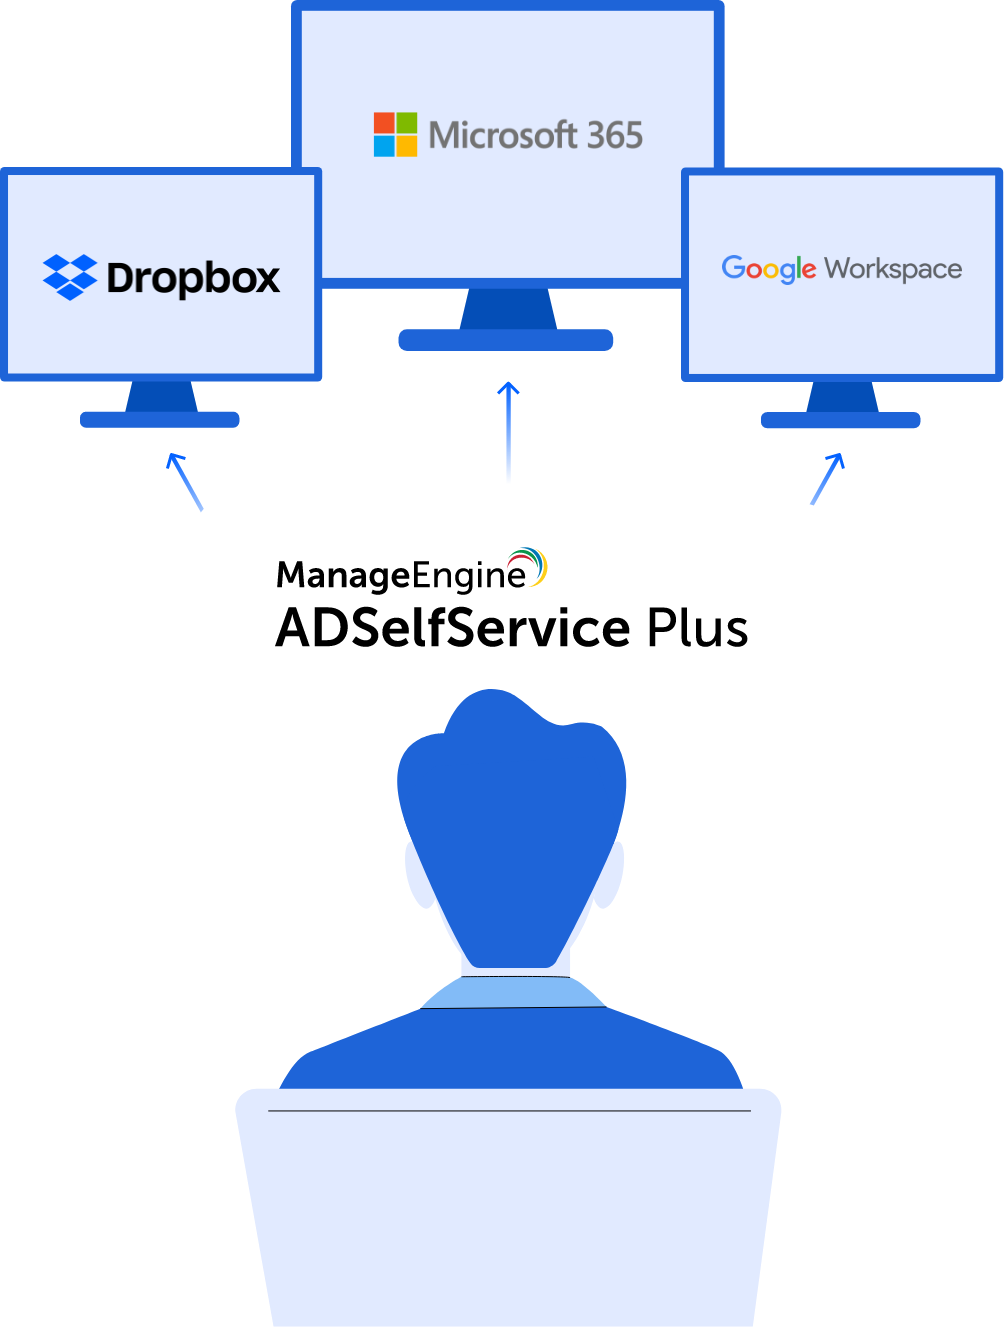 Microsoft 365
Dropbox
Google Workspace
ManageEngine
ADSelfService Plus